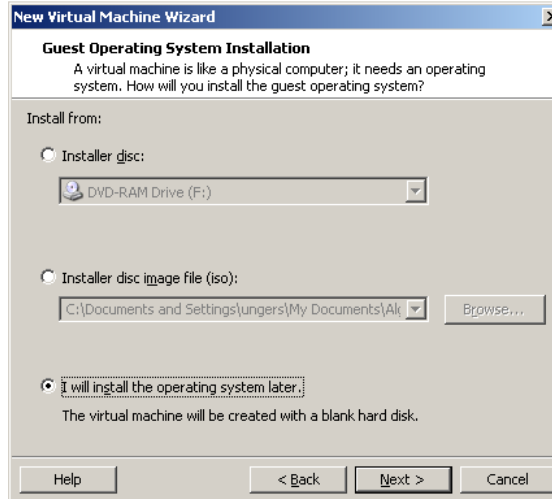 New Virtual Machine Wizard
Guest Operating System Installation
A virtual machine is like a physical computer; it needs an operating
system. How will you install the guest operating system?
Install from:
Installer disc:
DVD-RAM Drive (F:)
Installer disc image file (iso):
C:\Documents and Settings\ungers\My Documents\Alg
Browse...
I will install the operating system later.
The virtual machine will be created with a blank hard disk.
Help
< Back
Next >
Cancel